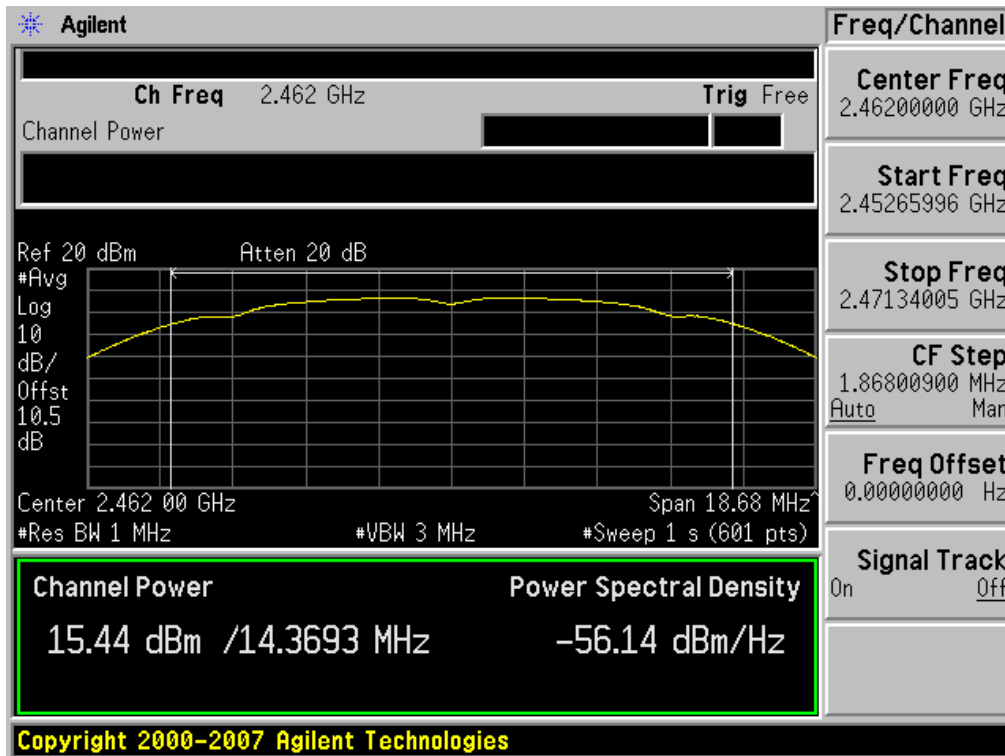 Agilent
Freq/Channel
Ch Freq 2.462 GHz Trig Free
Channel Power
Center Freq
2.46200000 GHz
Start Freq
2.45265996 GHz
Stop Freq
2.47134005 GHz
CF Step
1.86800900 MHz
Auto Man
Freq Offset
0.00000000 Hz
Signal Track
On Off
Ref 20 dBm Atten 20 dB
#Avg
Log
10
dB/
Offst
10.5
dB
Center 2.462 00 GHz Span 18.68 MHz^
#Res BW 1 MHz #VBW 3 MHz #Sweep 1 s (601 pts)
Channel Power Power Spectral Density
15.44 dBm /14.3693 MHz -56.14 dBm/Hz
Copyright 2000-2007 Agilent Technologies